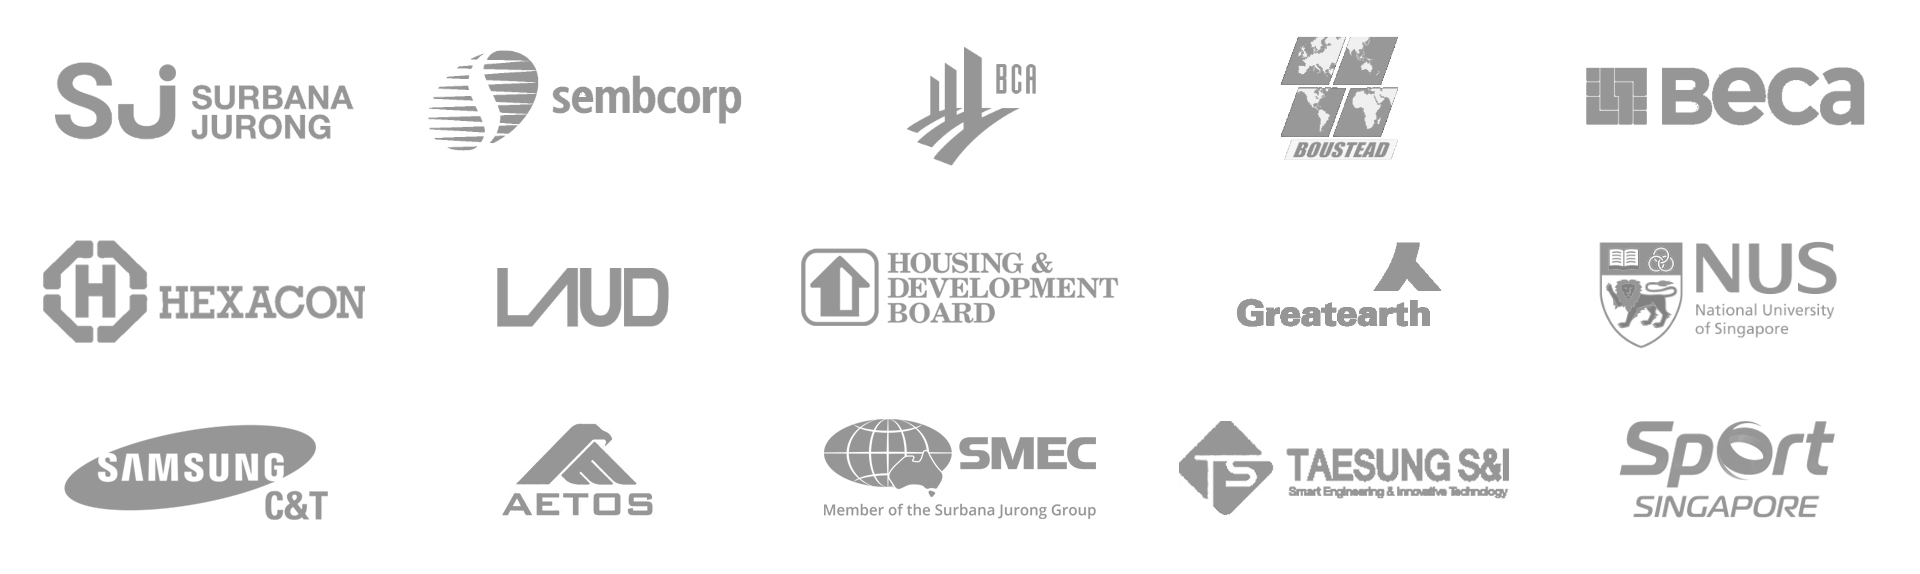 SJ SURBANA
JURONG
sembcorp
BCA
BOUSTEAD
Beca
H HEXACON
LAUD
HOUSING &
DEVELOPMENT
BOARD
Greatearth
NUS
National University
of Singapore
SAMSUNG
C&T
AETOS
SMEC
Member of the Surbana Jurong Group
TS TAESUNG S&I
Smart Engineering & Innovative Technology
Sport
SINGAPORE